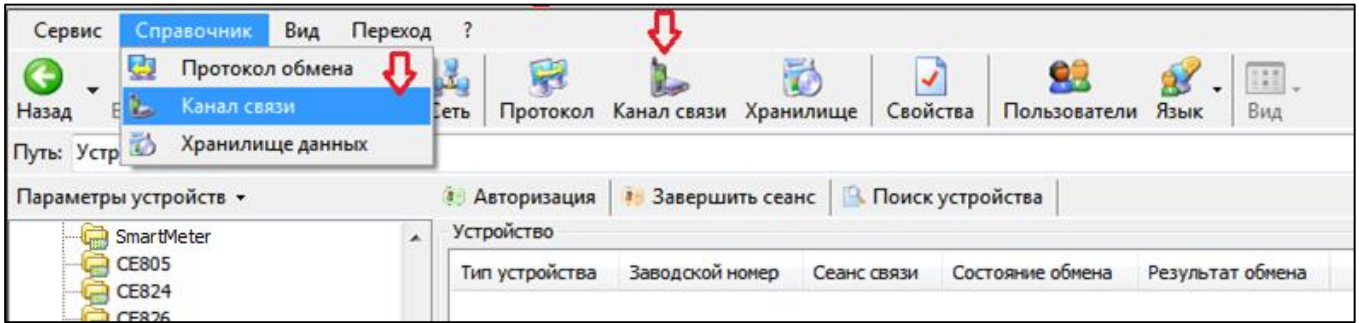 Сервис Справочник Вид Переход ?
Протокол обмена
Канал связи
Хранилище данных
Назад Сеть Протокол Канал связи Хранилище Свойства Пользователи Язык Вид
Путь: Устр
Параметры устройств Авторизация Завершить сеанс Поиск устройства
SmartMeter
CE805
CE824
CE826
Устройство
Тип устройства Заводской номер Сеанс связи Состояние обмена Результат обмена